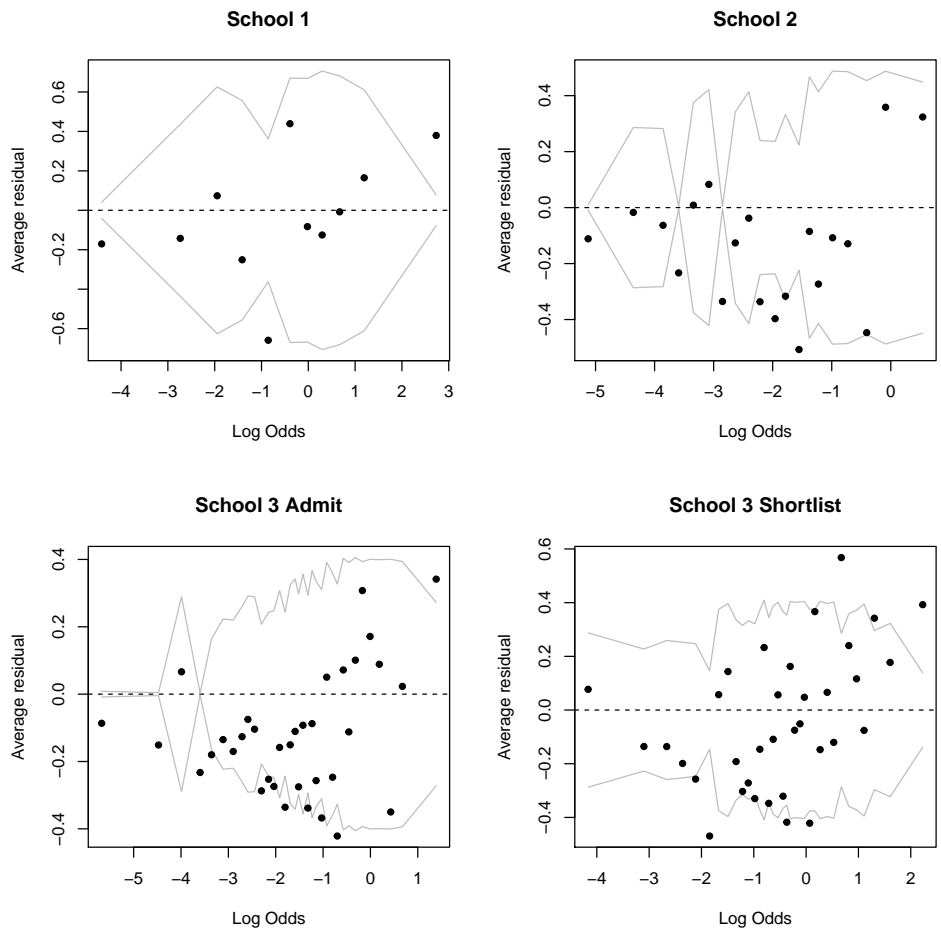 School 1
Average residual
0.6
0.4
0.2
−0.2
−0.6
−4 −3 −2 −1 0 1 2 3
Log Odds
School 2
Average residual
0.4
0.2
0.0
−0.2
−0.4
−5 −4 −3 −2 −1 0
Log Odds
School 3 Admit
Average residual
0.4
0.2
0.0
−0.2
−0.4
−5 −4 −3 −2 −1 0 1
Log Odds
School 3 Shortlist
Average residual
0.6
0.4
0.2
0.0
−0.2
−0.4
−4 −3 −2 −1 0 1 2
Log Odds